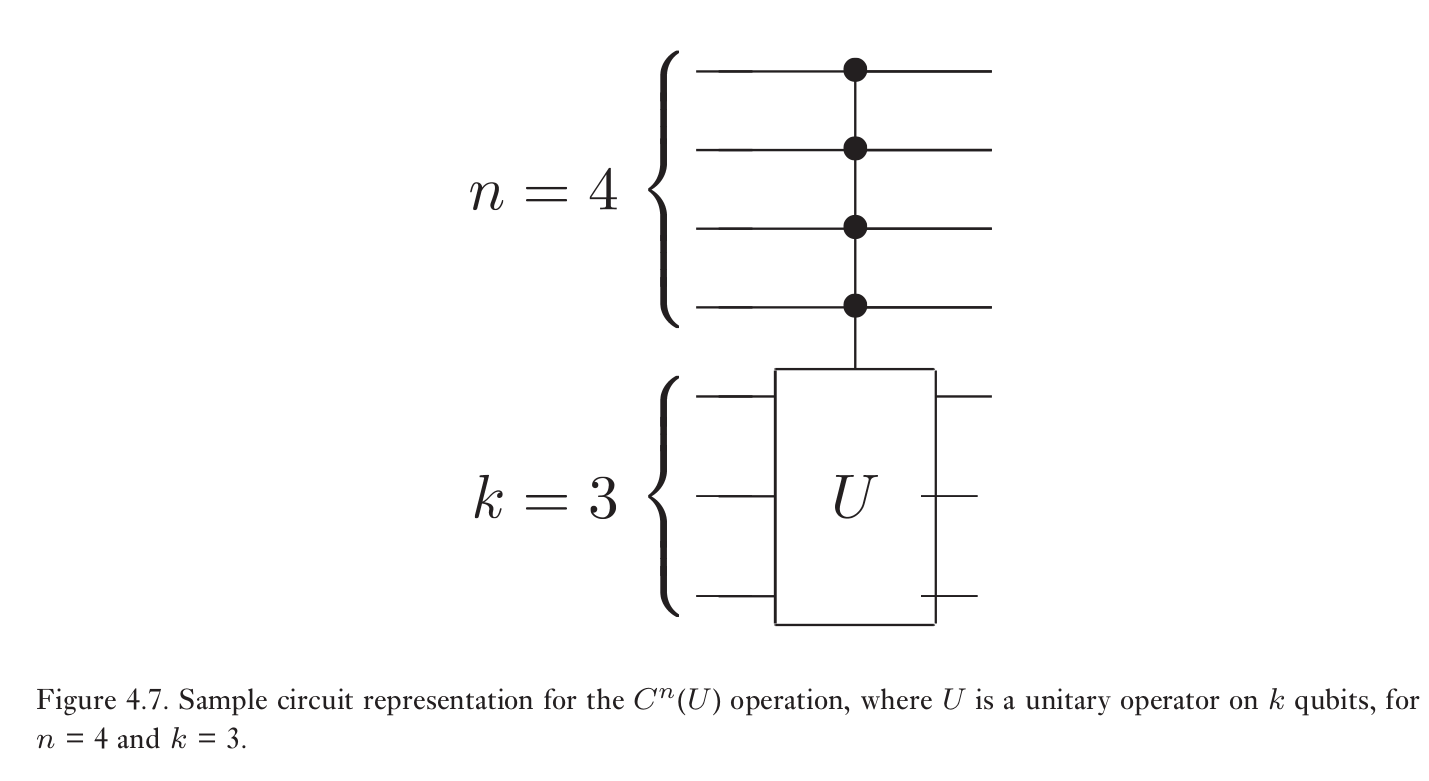 n = 4
k = 3
U
Figure 4.7. Sample circuit representation for the Cⁿ(U) operation, where U is a unitary operator on k qubits, for
n = 4 and k = 3.